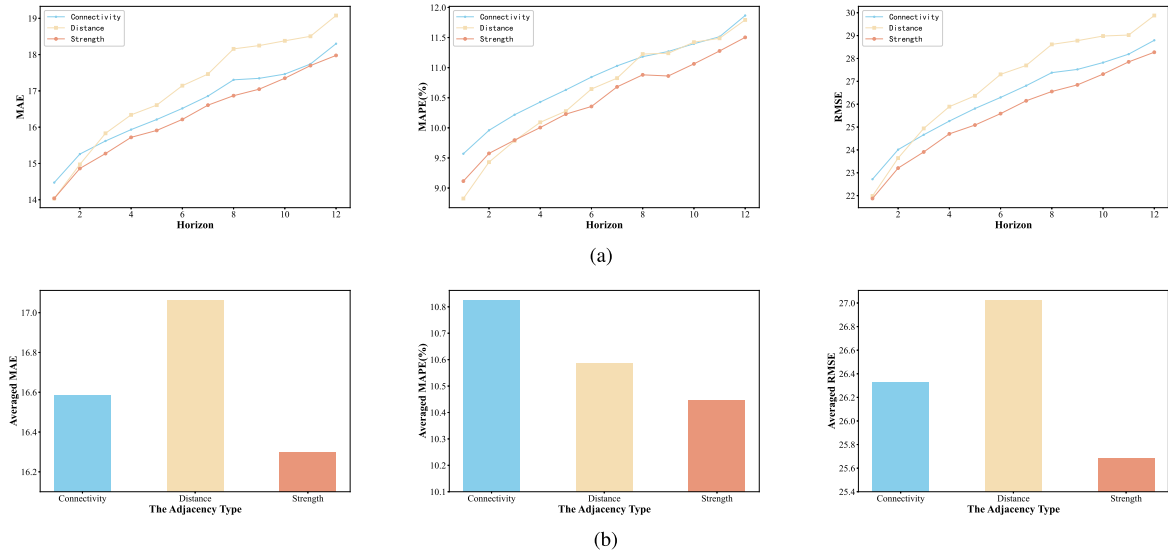 Connectivity
Distance
Strength
MAE
19
18
17
16
15
14
2 4 6 8 10 12
Horizon
Connectivity
Distance
Strength
MAPE(%)
12.0
11.5
11.0
10.5
10.0
9.5
9.0
2 4 6 8 10 12
Horizon
Connectivity
Distance
Strength
RMSE
30
29
28
27
26
25
24
23
22
2 4 6 8 10 12
Horizon
(a)
Averaged MAE
17.0
16.8
16.6
16.4
16.2
Connectivity Distance Strength
The Adjacency Type
Averaged MAPE(%)
10.8
10.7
10.6
10.5
10.4
10.3
10.2
10.1
Connectivity Distance Strength
The Adjacency Type
Averaged RMSE
27.0
26.8
26.6
26.4
26.2
26.0
25.8
25.6
25.4
Connectivity Distance Strength
The Adjacency Type
(b)